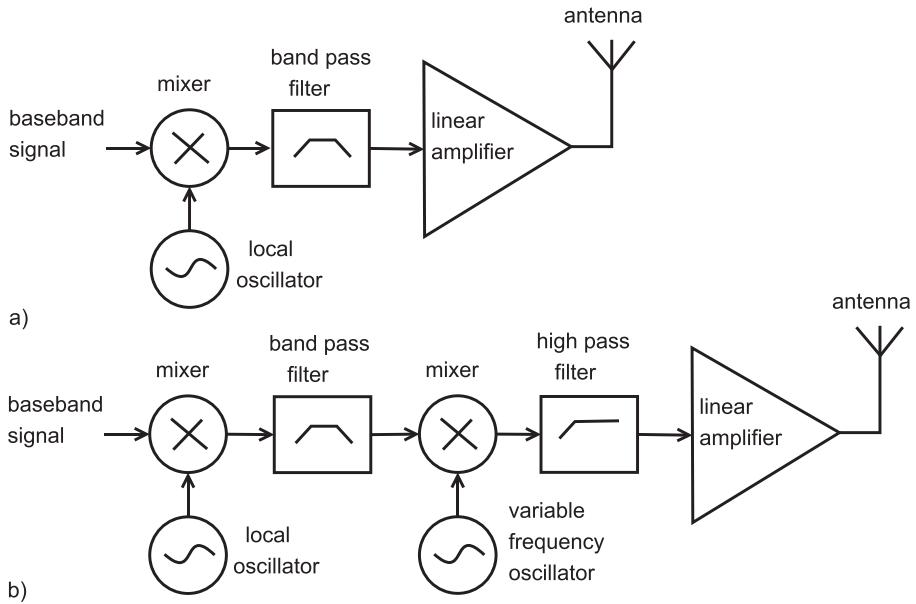 antenna
band pass
filter
mixer
baseband
signal
linear
amplifier
local
oscillator
a)
antenna
band pass
filter
high pass
filter
mixer
mixer
baseband
signal
linear
amplifier
local
oscillator
variable
frequency
oscillator
b)